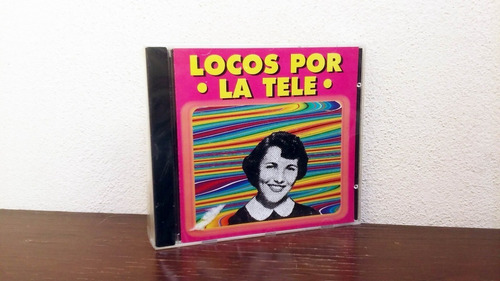 LOCOS POR
• LA TELE •